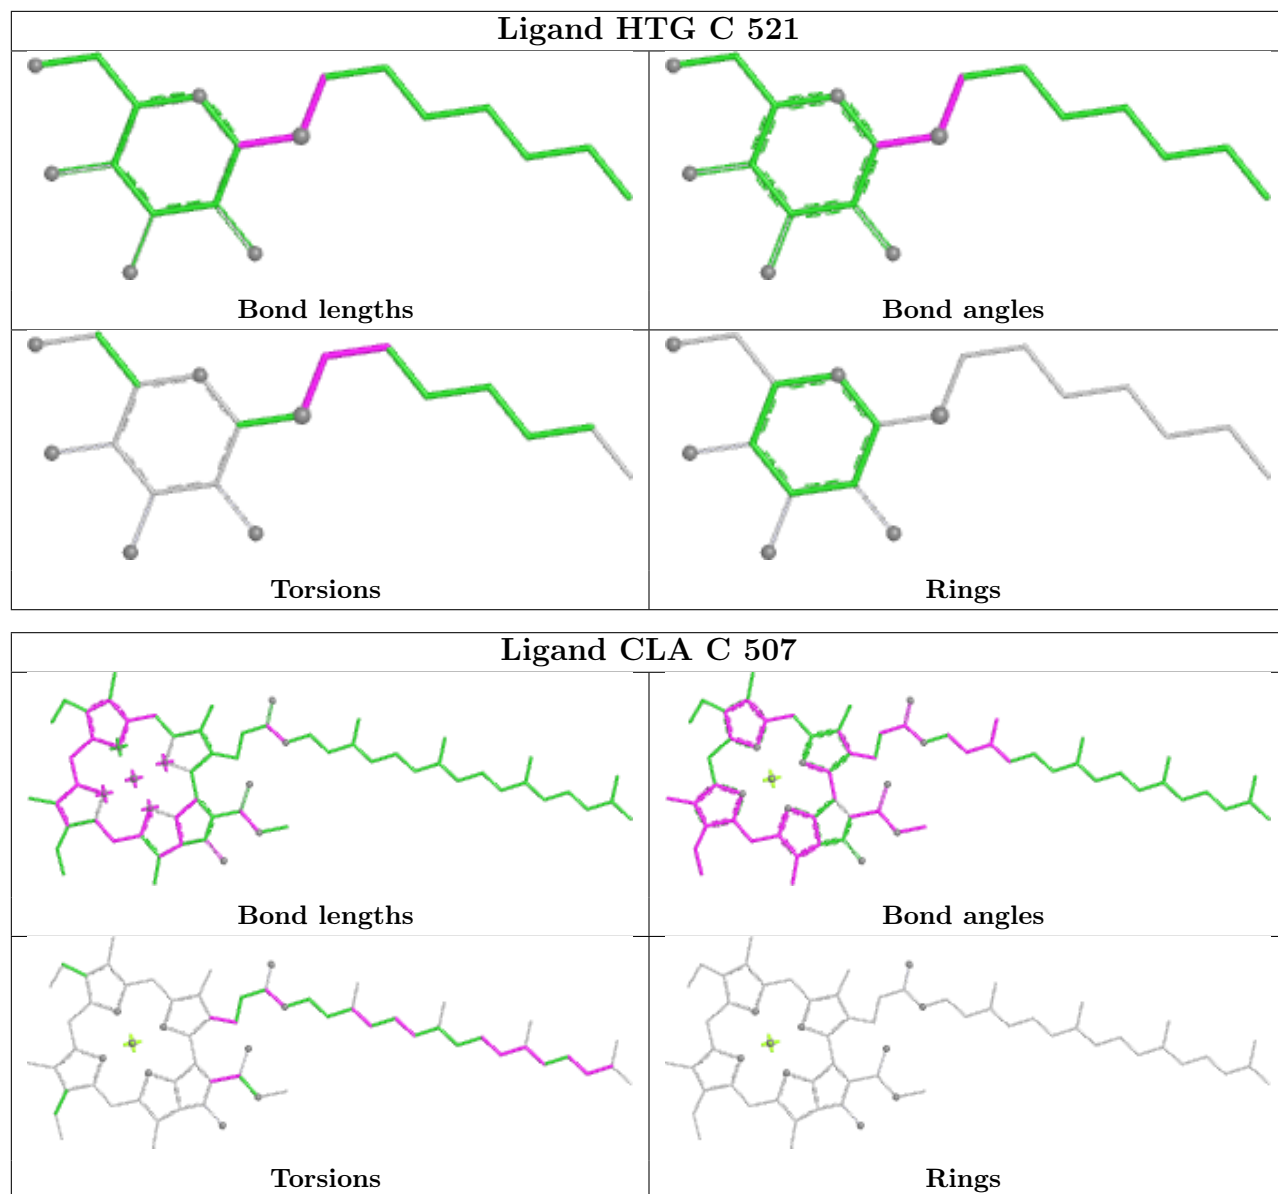 Ligand HTG C 521
Bond lengths
Bond angles
Torsions
Rings
Ligand CLA C 507
Bond lengths
Bond angles
Torsions
Rings